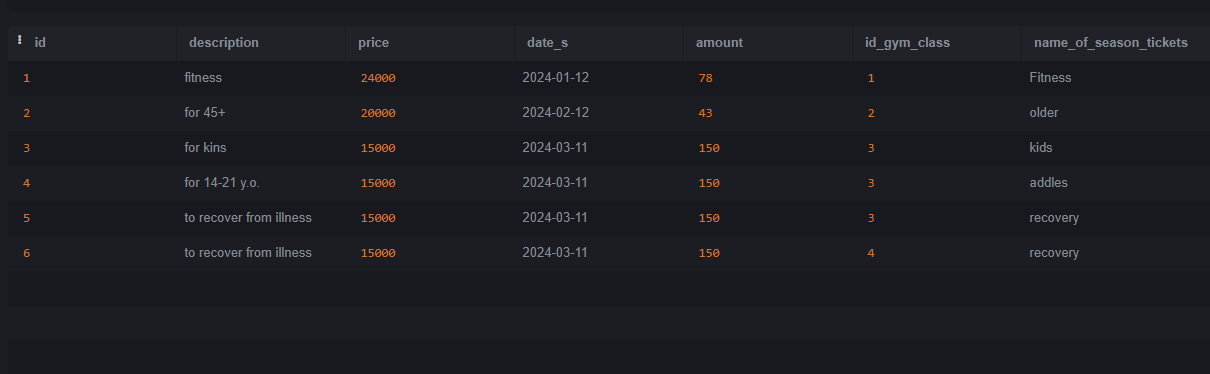 id description price date_s amount id_gym_class name_of_season_tickets
1 fitness 24000 2024-01-12 78 1 Fitness
2 for 45+ 20000 2024-02-12 43 2 older
3 for kins 15000 2024-03-11 150 3 kids
4 for 14-21 y.o. 15000 2024-03-11 150 3 addles
5 to recover from illness 15000 2024-03-11 150 3 recovery
6 to recover from illness 15000 2024-03-11 150 4 recovery